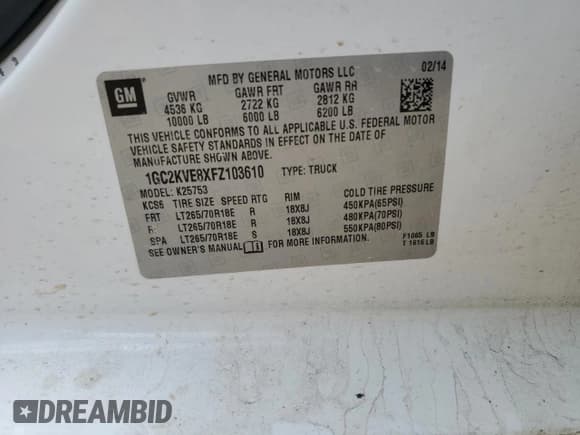 MFD BY GENERAL MOTORS LLC 02/14
GM GVWR GAWR FRT GAWR RR
4536 KG 2722 KG 2812 KG
10000 LB 6000 LB 6200 LB
THIS VEHICLE CONFORMS TO ALL APPLICABLE U.S. FEDERAL MOTOR
VEHICLE SAFETY STANDARDS IN EFFECT ON THE DATE OF
MANUFACTURE SHOWN ABOVE.
1GC2KVE8XFZ103610 TYPE: TRUCK
MODEL: K25753
KCS6 TIRE SIZE SPEED RTG RIM COLD TIRE PRESSURE
FRT LT265/70R18E R 18X8J 450KPA(65PSI)
R: LT265/70R18E R 18X8J 480KPA(70PSI)
SPA LT265/70R18E S 18X8J 550KPA(80PSI)
SEE OWNER'S MANUAL FOR MORE INFORMATION.
F1065 LB
T 1616 LB
DREAMBID